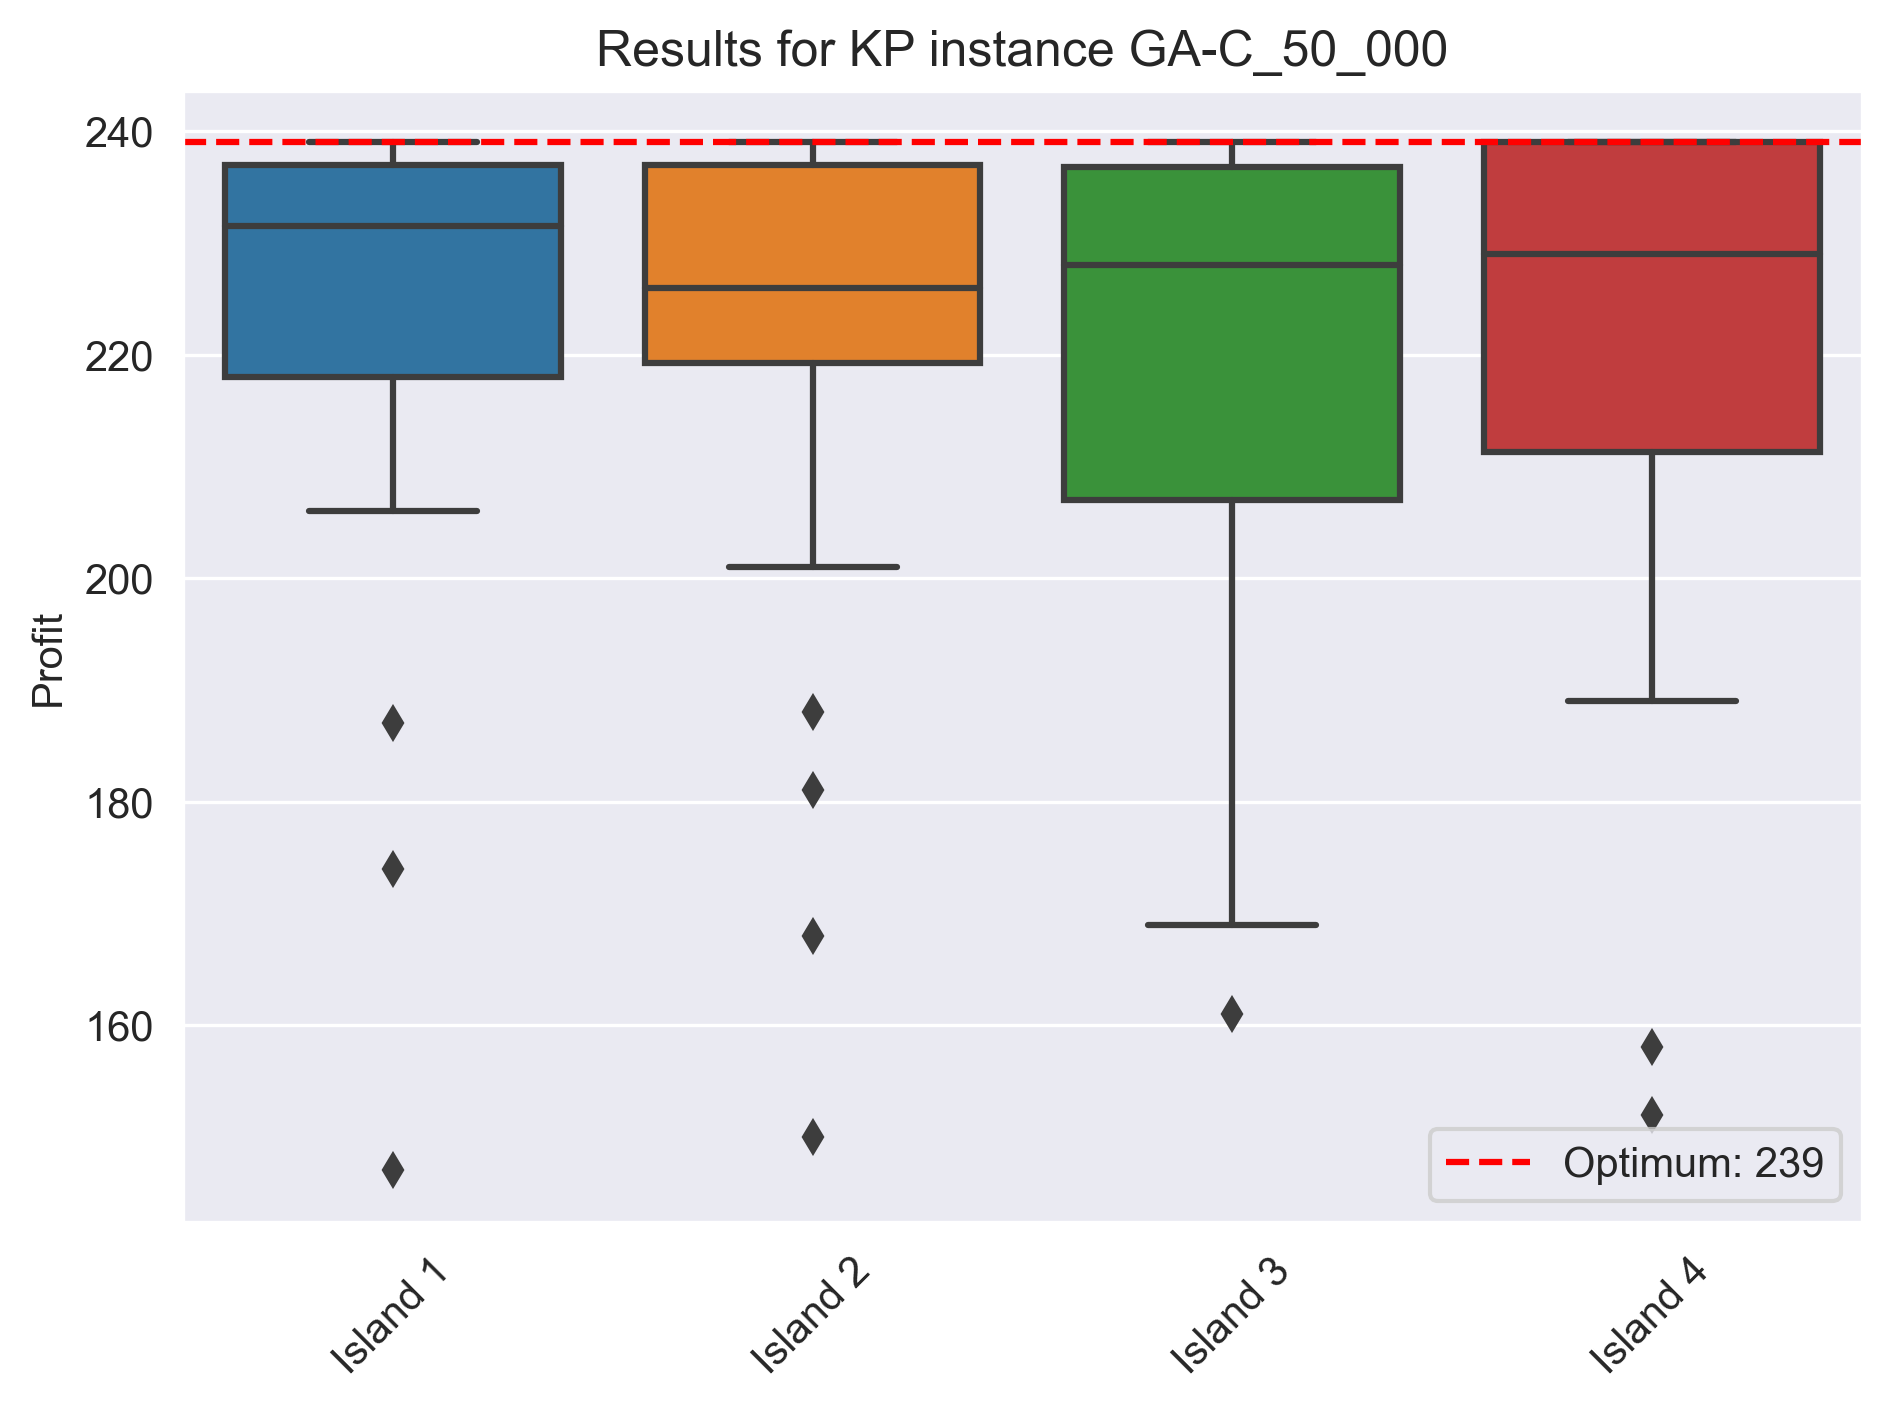 Results for KP instance GA-C_50_000
240
220
200
180
160
Profit
Optimum: 239
Island 1
Island 2
Island 3
Island 4